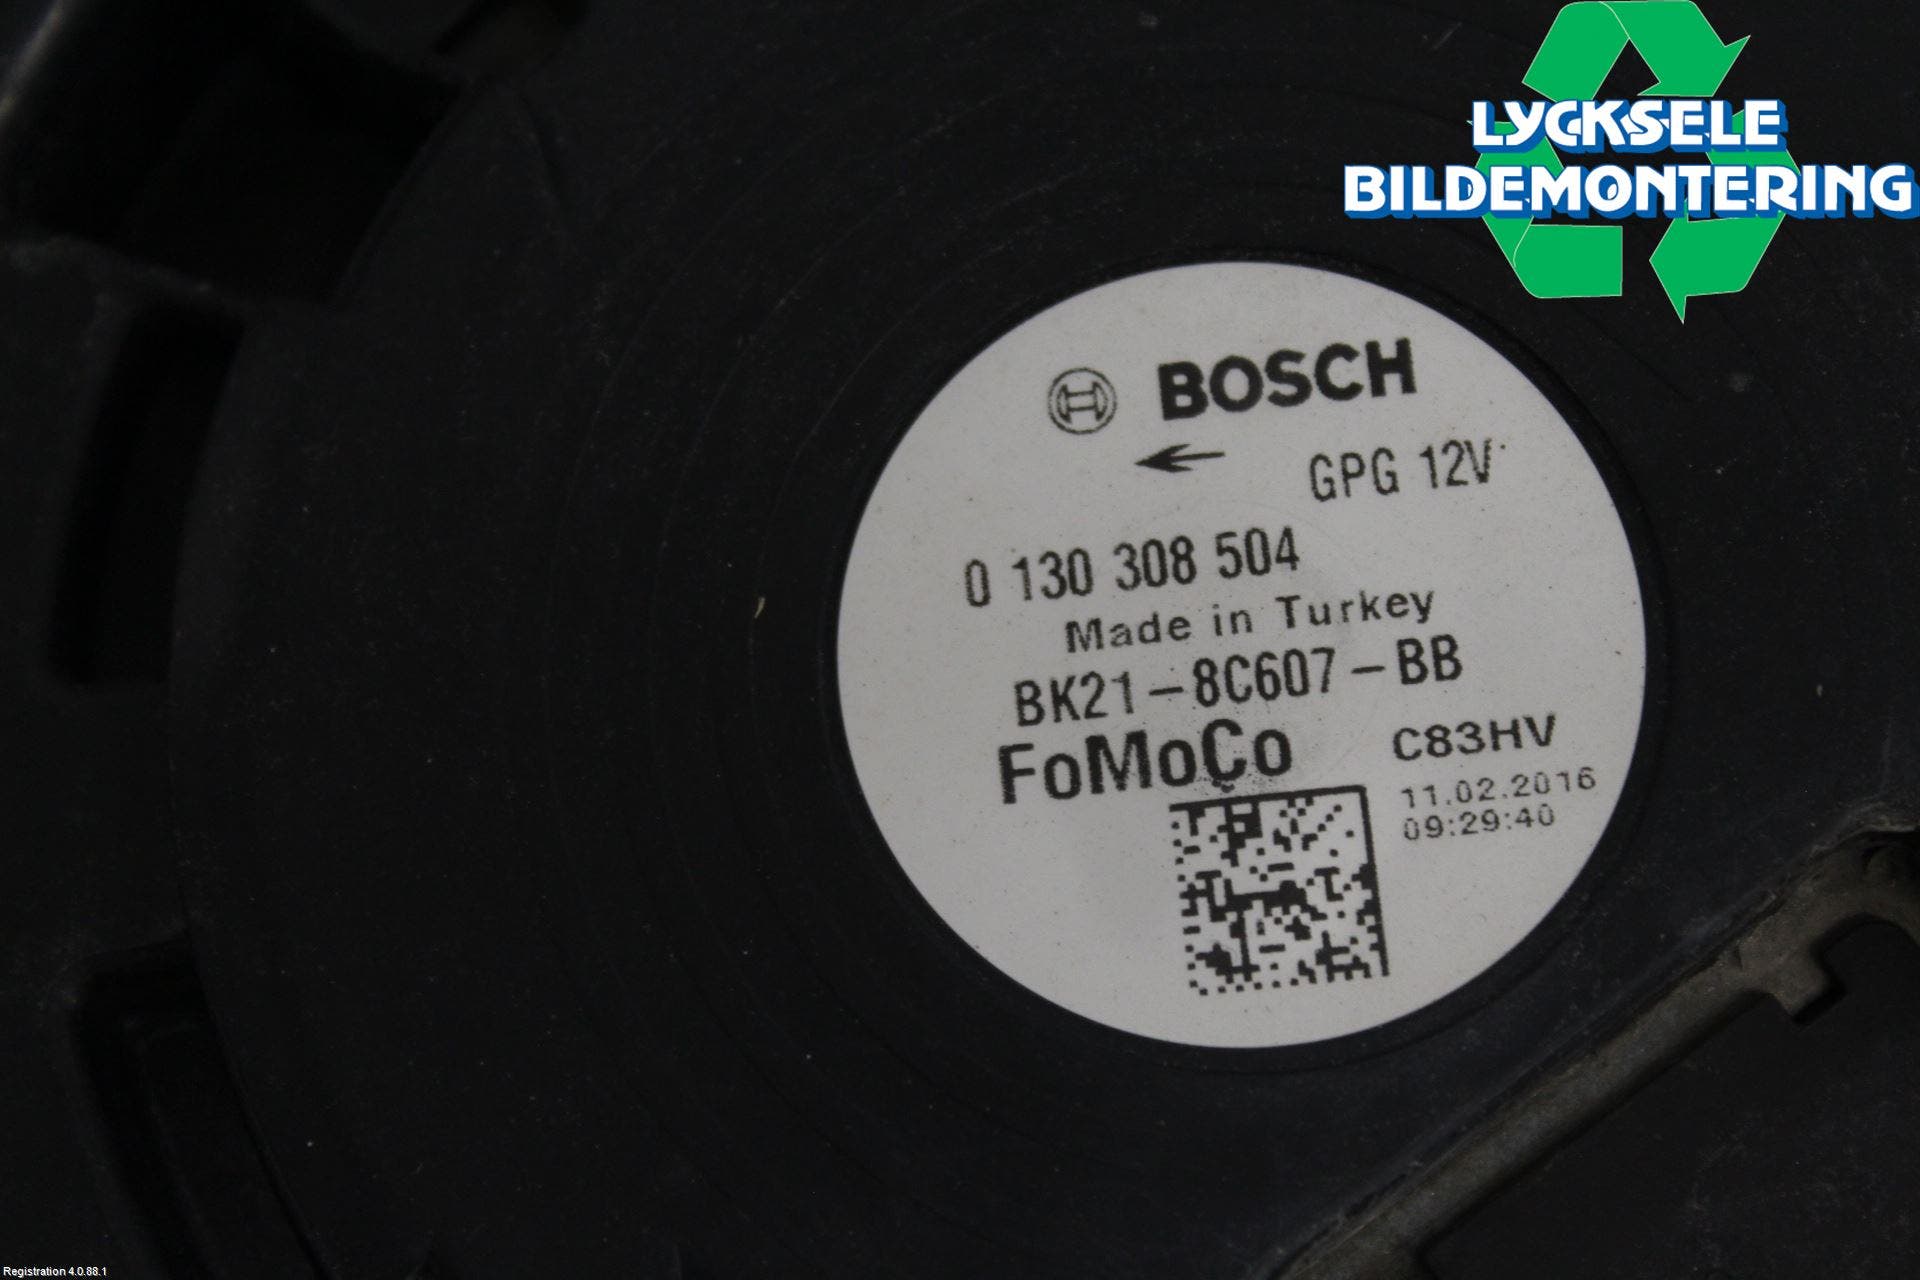 LYCKSELE
BILDEMONTERING
BOSCH
GPG 12V
0 130 308 504
Made in Turkey
BK21-8C607-BB
FoMoCo
C83HV
11.02.2016
09:29:40
Registration 4.0.88.1